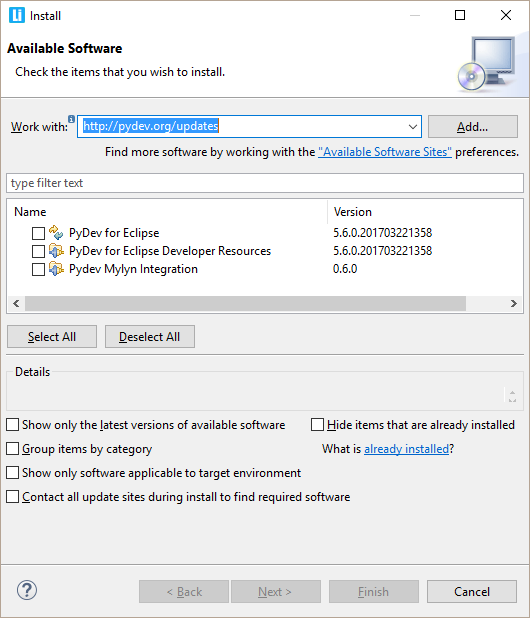 Install
Available Software
Check the items that you wish to install.
Work with: http://pydev.org/updates Add...
Find more software by working with the "Available Software Sites" preferences.
type filter text
Name Version
PyDev for Eclipse 5.6.0.201703221358
PyDev for Eclipse Developer Resources 5.6.0.201703221358
Pydev Mylyn Integration 0.6.0
Select All Deselect All
Details
Show only the latest versions of available software Hide items that are already installed
Group items by category What is already installed?
Show only software applicable to target environment
Contact all update sites during install to find required software
? < Back Next > Finish Cancel